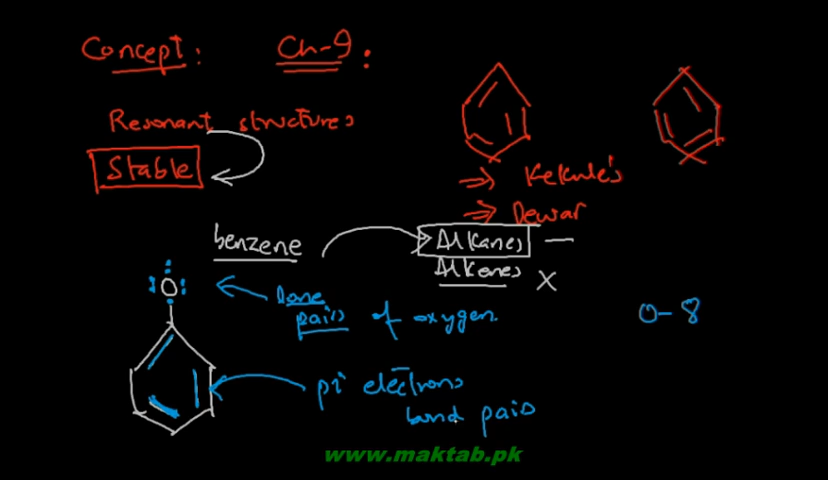 Concept :
Ch-9 :
Resonant structures
Stable
⇒ Kekule's
⇒ Dewar
benzene
Alkanes —
Alkenes X
:O:
Lone
pairs of oxygen.
O-8
pi electrons
bond pairs
www.maktab.pk